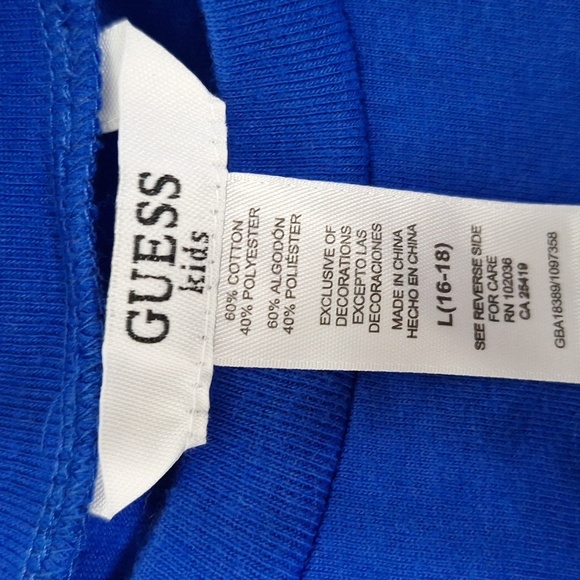 GUESS
kids
60% COTTON
40% POLYESTER
60% ALGODÓN
40% POLIÉSTER
EXCLUSIVE OF
DECORATIONS
EXCEPTO LAS
DECORACIONES
MADE IN CHINA
HECHO EN CHINA
L(16-18)
SEE REVERSE SIDE
FOR CARE
RN 102036
CA 25419
GBA18389/1097358